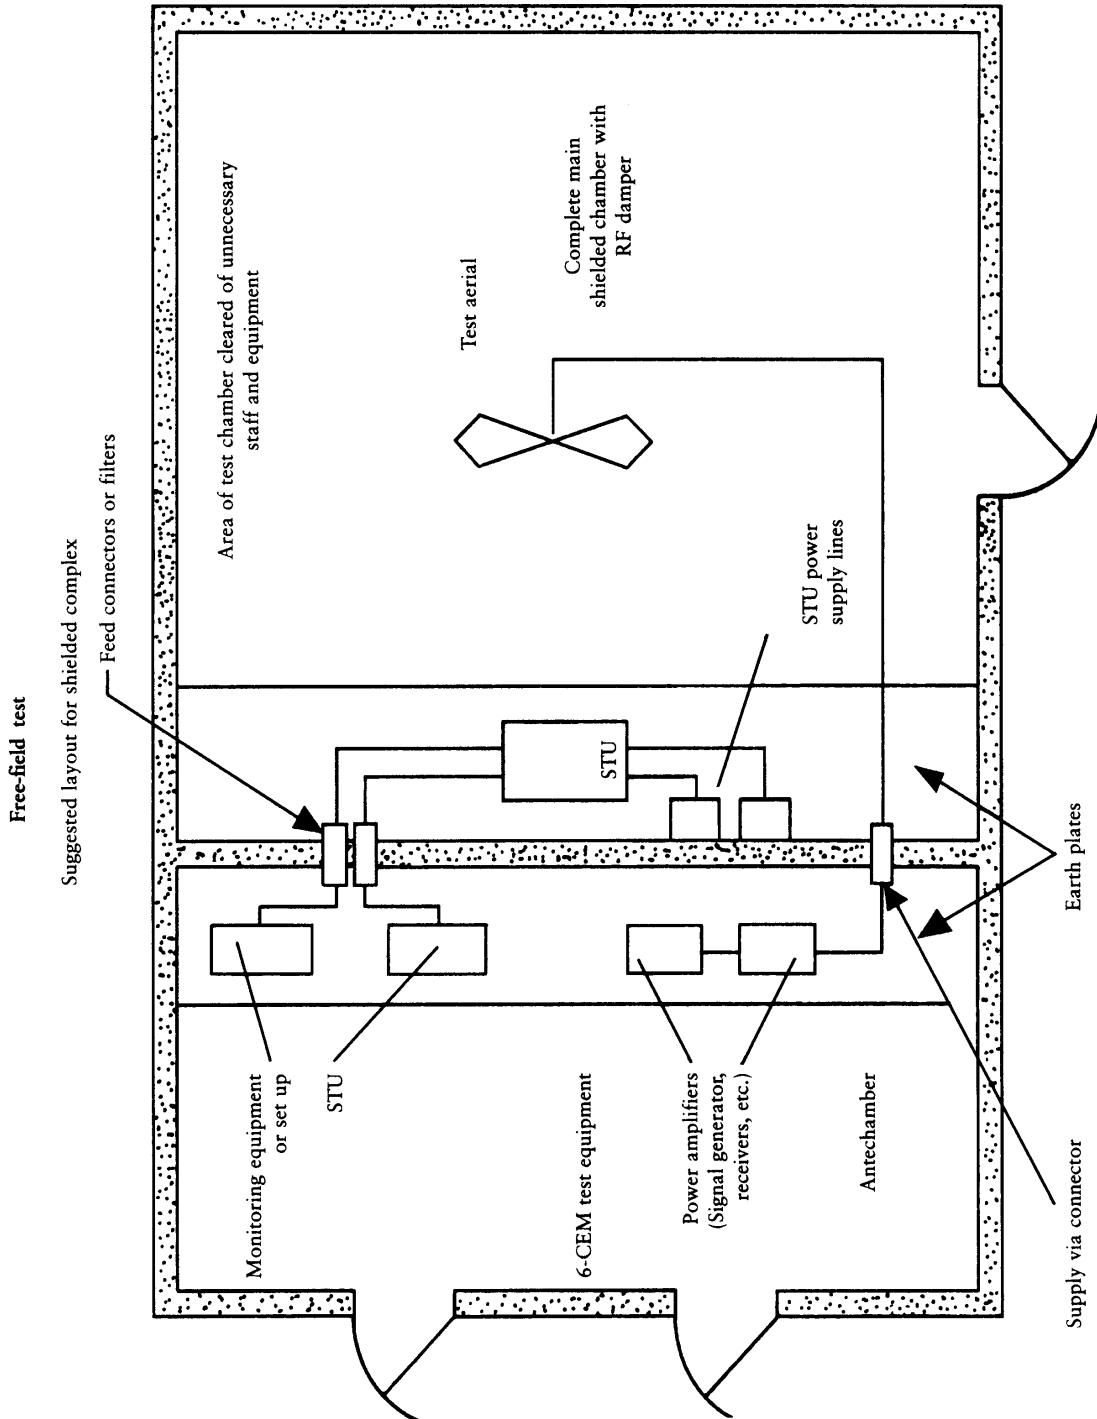 Free-field test
Suggested layout for shielded complex
Feed connectors or filters
Area of test chamber cleared of unnecessary
staff and equipment
Test aerial
Complete main
shielded chamber with
RF damper
STU power
supply lines
STU
Monitoring equipment
or set up
STU
6-CEM test equipment
Power amplifiers
(Signal generator,
receivers, etc.)
Antechamber
Earth plates
Supply via connector